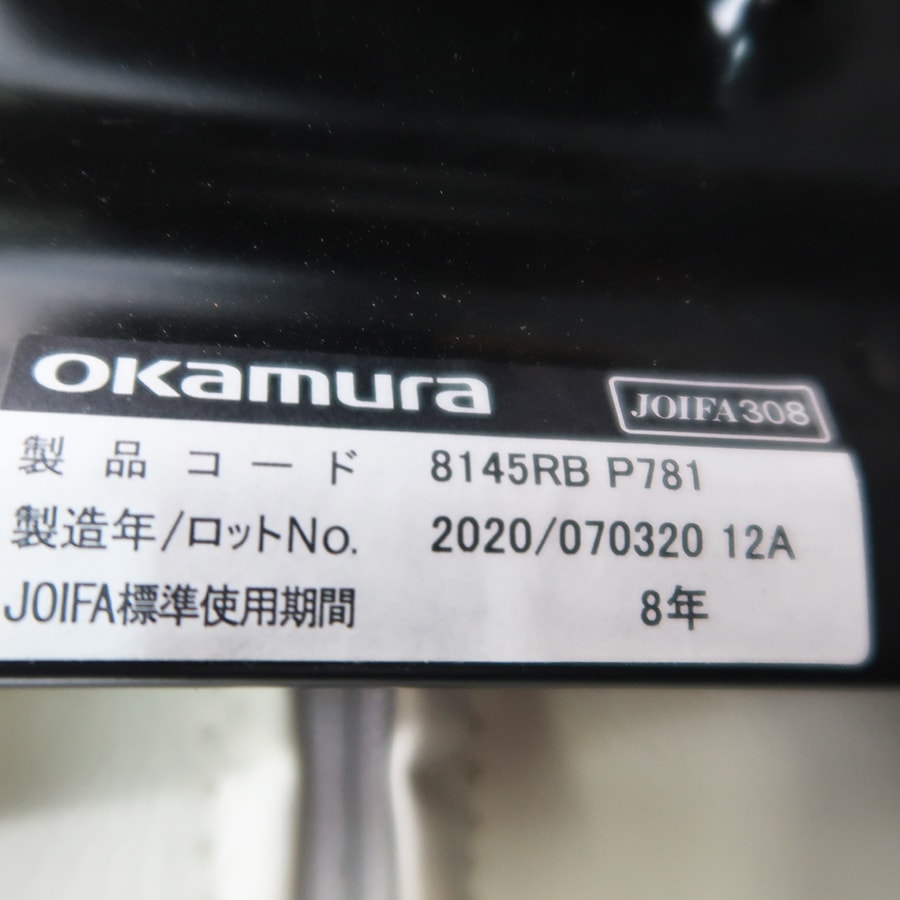 okamura
JOIFA308
製品コード 8145RB P781
製造年/ロットNo. 2020/070320 12A
JOIFA標準使用期間 8年